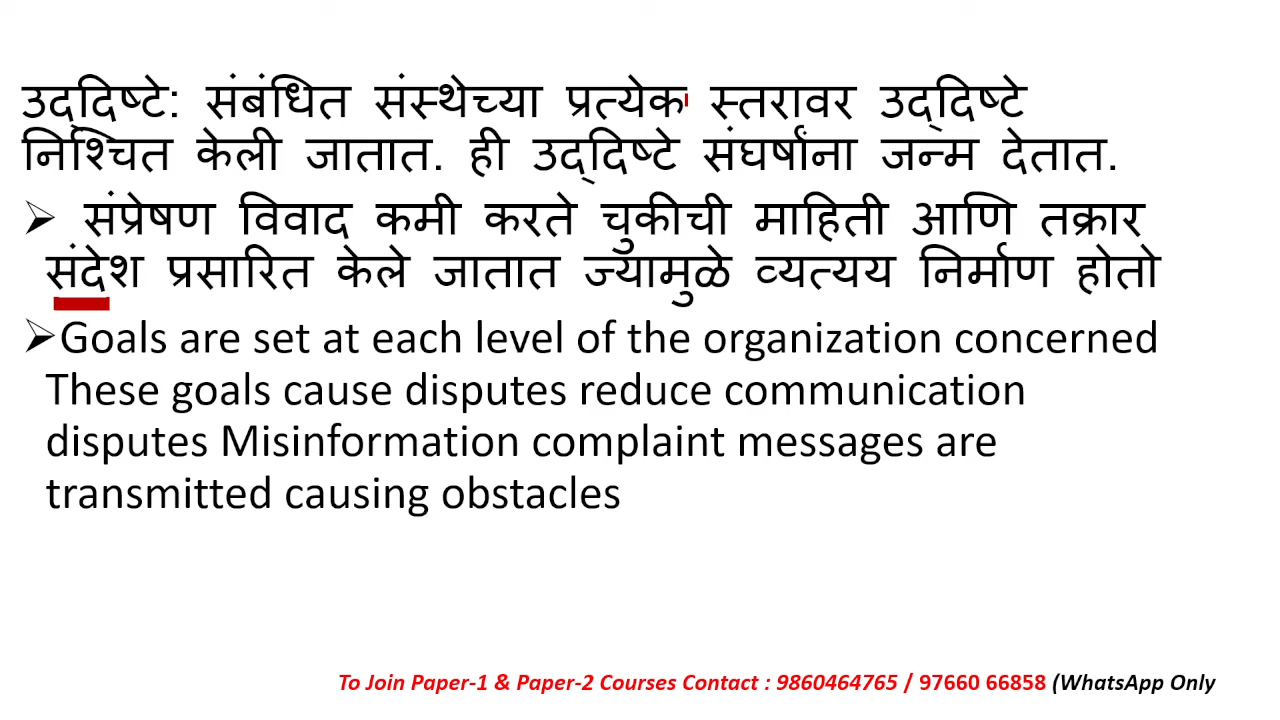 उद्दिष्टे: संबंधित संस्थेच्या प्रत्येक स्तरावर उद्दिष्टे
निश्चित केली जातात. ही उद्दिष्टे संघर्षांना जन्म देतात.
➢ संप्रेषण विवाद कमी करते चुकीची माहिती आणि तक्रार
संदेश प्रसारित केले जातात ज्यामुळे व्यत्यय निर्माण होतो
➢Goals are set at each level of the organization concerned
These goals cause disputes reduce communication
disputes Misinformation complaint messages are
transmitted causing obstacles
To Join Paper-1 & Paper-2 Courses Contact : 9860464765 / 97660 66858 (WhatsApp Only